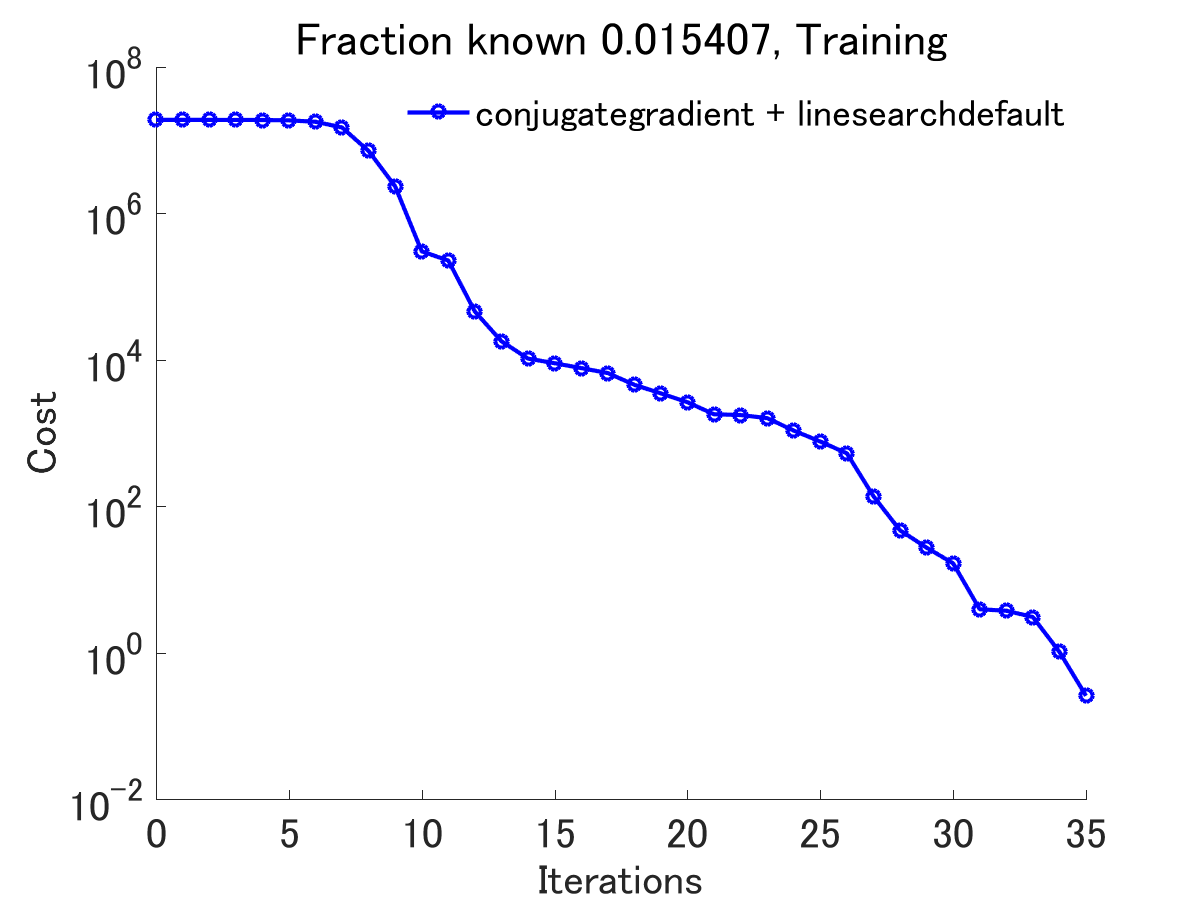 Fraction known 0.015407, Training
conjugategradient + linesearchdefault
10^8
10^6
10^4
10^2
10^0
10^-2
Cost
0 5 10 15 20 25 30 35
Iterations